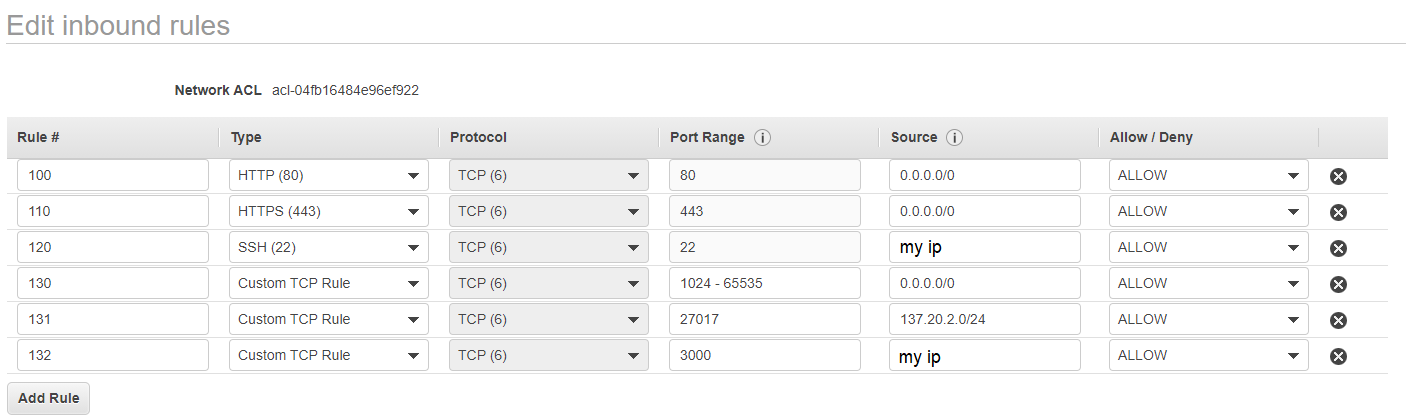 Edit inbound rules
Network ACL acl-04fb16484e96ef922
Rule # Type Protocol Port Range i Source i Allow / Deny
100 HTTP (80) TCP (6) 80 0.0.0.0/0 ALLOW
110 HTTPS (443) TCP (6) 443 0.0.0.0/0 ALLOW
120 SSH (22) TCP (6) 22 my ip ALLOW
130 Custom TCP Rule TCP (6) 1024 - 65535 0.0.0.0/0 ALLOW
131 Custom TCP Rule TCP (6) 27017 137.20.2.0/24 ALLOW
132 Custom TCP Rule TCP (6) 3000 my ip ALLOW
Add Rule